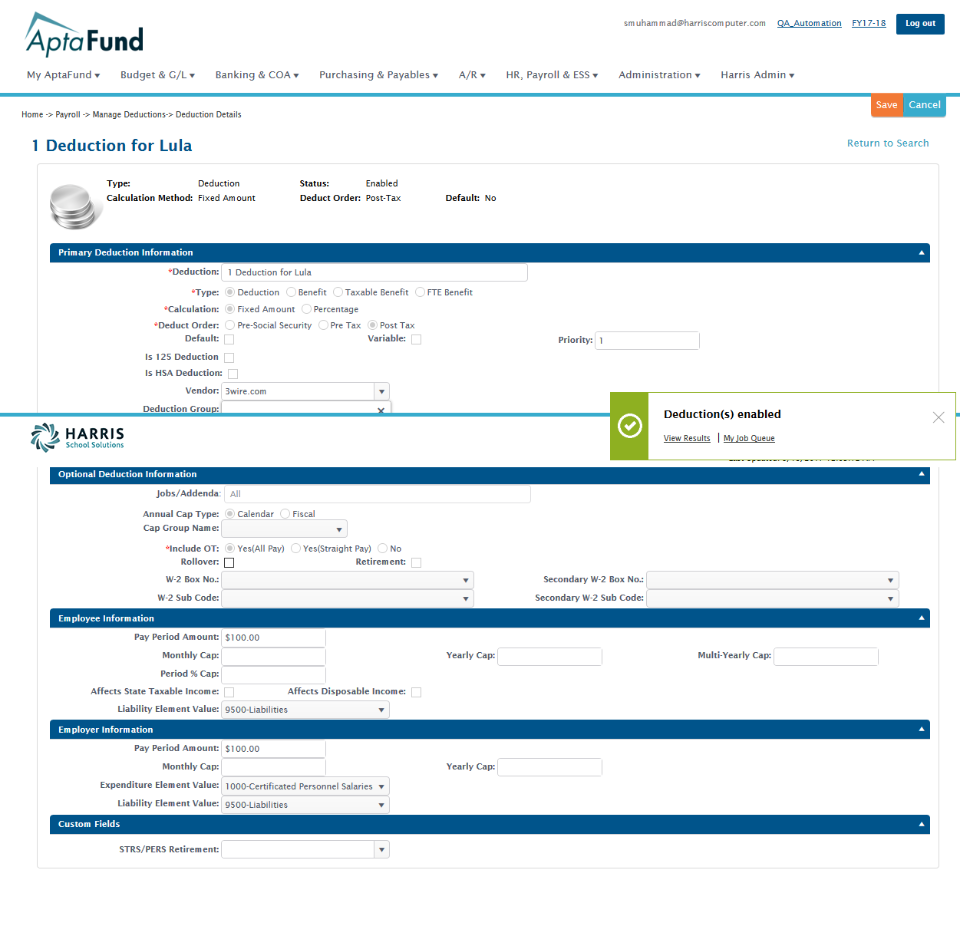 smuhammad@harriscomputer.com QA_Automation FY17-18 Log out
AptaFund
My AptaFund Budget & G/L Banking & COA Purchasing & Payables A/R HR, Payroll & ESS Administration Harris Admin
Save Cancel
Home -> Payroll -> Manage Deductions-> Deduction Details
1 Deduction for Lula
Return to Search
Type: Deduction Status: Enabled
Calculation Method: Fixed Amount Deduct Order: Post-Tax Default: No
Primary Deduction Information
*Deduction: 1 Deduction for Lula
*Type: Deduction Benefit Taxable Benefit FTE Benefit
*Calculation: Fixed Amount Percentage
*Deduct Order: Pre-Social Security Pre Tax Post Tax
Default: Variable: Priority: 1
Is 125 Deduction
Is HSA Deduction:
Vendor: 3wire.com
Deduction Group:
HARRIS
School Solutions
Deduction(s) enabled
View Results My Job Queue
Optional Deduction Information
Jobs/Addenda: All
Annual Cap Type: Calendar Fiscal
Cap Group Name:
*Include OT: Yes(All Pay) Yes(Straight Pay) No
Rollover: Retirement:
W-2 Box No.: Secondary W-2 Box No.:
W-2 Sub Code: Secondary W-2 Sub Code:
Employee Information
Pay Period Amount: $100.00
Monthly Cap: Yearly Cap: Multi-Yearly Cap:
Period % Cap:
Affects State Taxable Income: Affects Disposable Income:
Liability Element Value: 9500-Liabilities
Employer Information
Pay Period Amount: $100.00
Monthly Cap: Yearly Cap:
Expenditure Element Value: 1000-Certificated Personnel Salaries
Liability Element Value: 9500-Liabilities
Custom Fields
STRS/PERS Retirement: